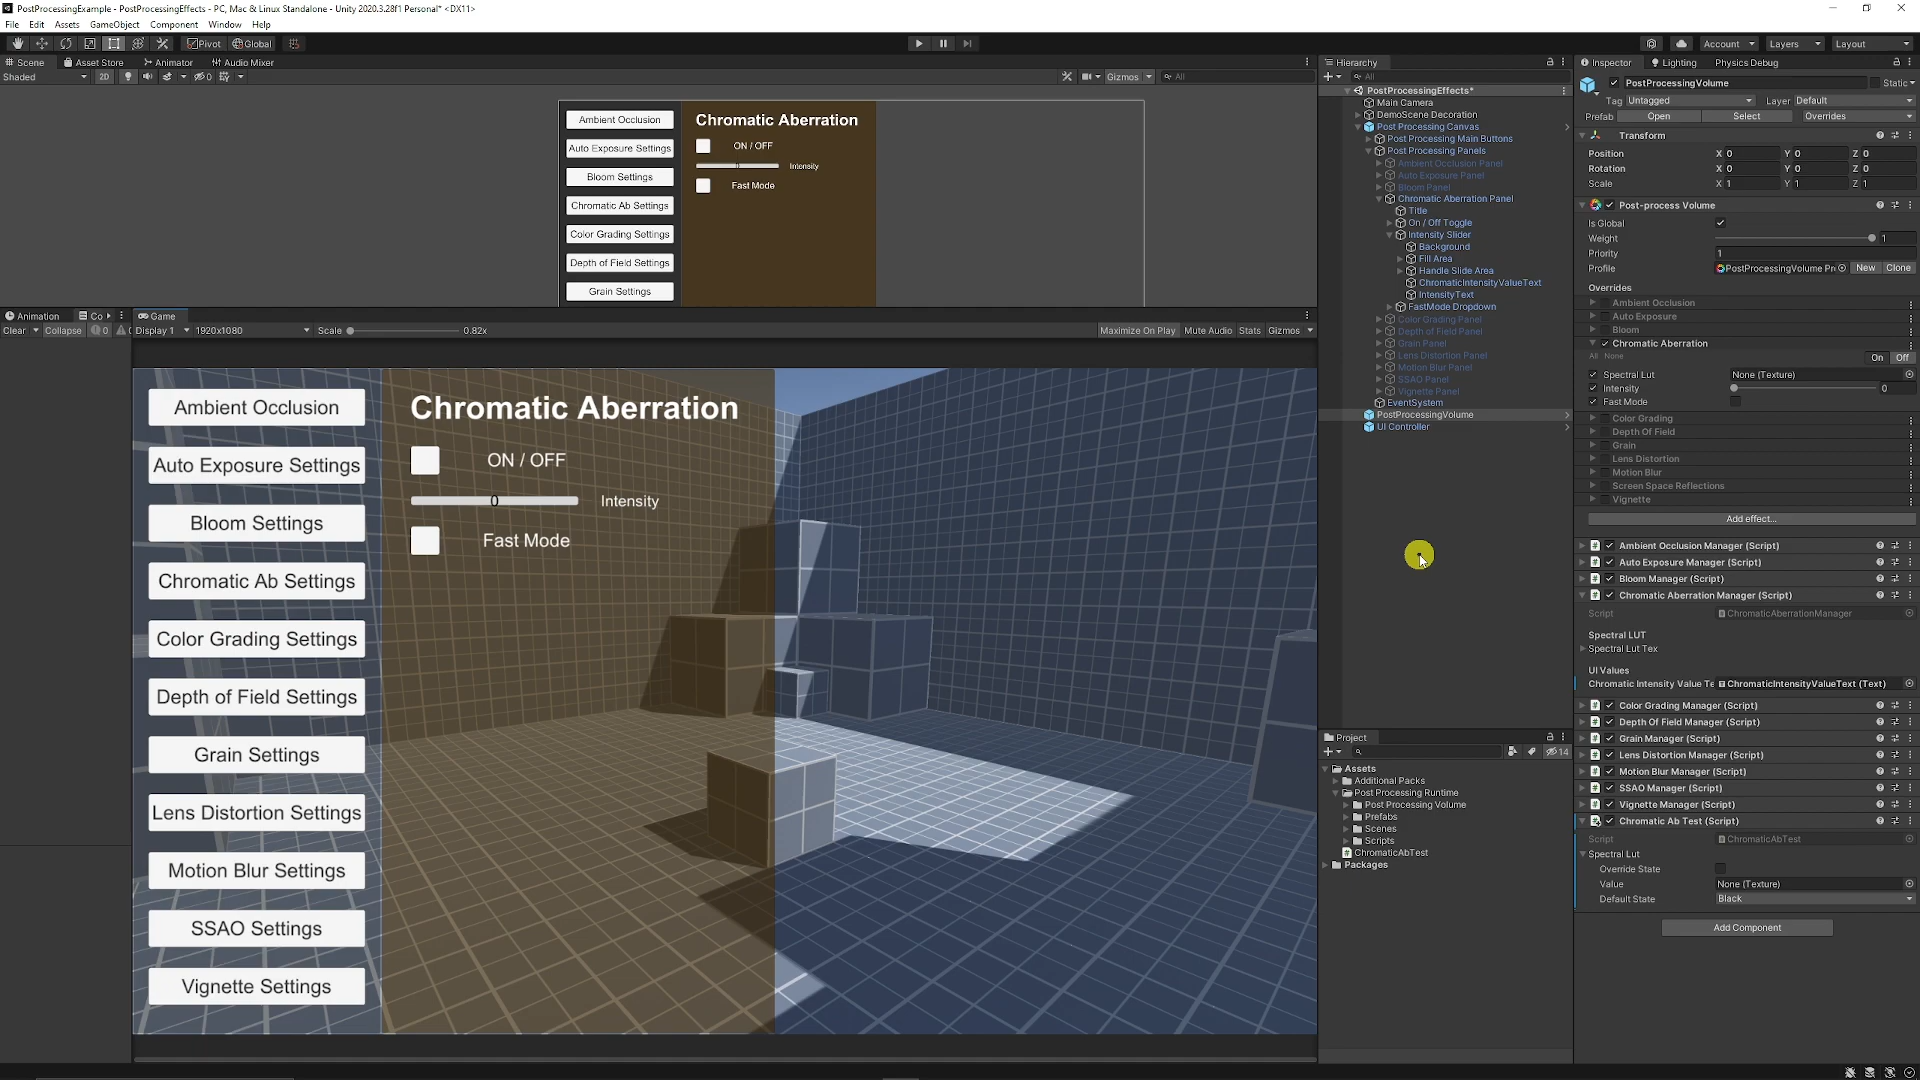 PostProcessingExample - PostProcessingEffects - PC, Mac & Linux Standalone - Unity 2020.3.28f1 Personal* <DX11>
File Edit Assets GameObject Component Window Help
Pivot Global Account Layers Layout
Scene Asset Store Animator Audio Mixer
Shaded 2D 0 Gizmos All
Ambient Occlusion
Auto Exposure Settings
Bloom Settings
Chromatic Ab Settings
Color Grading Settings
Depth of Field Settings
Grain Settings
Chromatic Aberration
ON / OFF
Intensity
Fast Mode
Animation Co Game
Clear Collapse 0 Display 1 1920x1080 Scale 0.82x Maximize On Play Mute Audio Stats Gizmos
Ambient Occlusion
Auto Exposure Settings
Bloom Settings
Chromatic Ab Settings
Color Grading Settings
Depth of Field Settings
Grain Settings
Lens Distortion Settings
Motion Blur Settings
SSAO Settings
Vignette Settings
Chromatic Aberration
ON / OFF
0 Intensity
Fast Mode
Hierarchy
All
PostProcessingEffects*
Main Camera
DemoScene Decoration
Post Processing Canvas
Post Processing Main Buttons
Post Processing Panels
Ambient Occlusion Panel
Auto Exposure Panel
Bloom Panel
Chromatic Aberration Panel
Title
On / Off Toggle
Intensity Slider
Background
Fill Area
Handle Slide Area
ChromaticIntensityValueText
IntensityText
FastMode Dropdown
Color Grading Panel
Depth of Field Panel
Grain Panel
Lens Distortion Panel
Motion Blur Panel
SSAO Panel
Vignette Panel
EventSystem
PostProcessingVolume
UI Controller
Project
14
Assets
Additional Packs
Post Processing Runtime
Post Processing Volume
Prefabs
Scenes
Scripts
ChromaticAbTest
Packages
Inspector Lighting Physics Debug
PostProcessingVolume Static
Tag Untagged Layer Default
Prefab Open Select Overrides
Transform
Position X 0 Y 0 Z 0
Rotation X 0 Y 0 Z 0
Scale X 1 Y 1 Z 1
Post-process Volume
Is Global
Weight 1
Priority 1
Profile PostProcessingVolume Pr New Clone
Overrides
Ambient Occlusion
Auto Exposure
Bloom
Chromatic Aberration
All None On Off
Spectral Lut None (Texture)
Intensity 0
Fast Mode
Color Grading
Depth Of Field
Grain
Lens Distortion
Motion Blur
Screen Space Reflections
Vignette
Add effect...
Ambient Occlusion Manager (Script)
Auto Exposure Manager (Script)
Bloom Manager (Script)
Chromatic Aberration Manager (Script)
Script ChromaticAberrationManager
Spectral LUT
Spectral Lut Tex
UI Values
Chromatic Intensity Value Te ChromaticIntensityValueText (Text)
Color Grading Manager (Script)
Depth Of Field Manager (Script)
Grain Manager (Script)
Lens Distortion Manager (Script)
Motion Blur Manager (Script)
SSAO Manager (Script)
Vignette Manager (Script)
Chromatic Ab Test (Script)
Script ChromaticAbTest
Spectral Lut
Override State
Value None (Texture)
Default State Black
Add Component